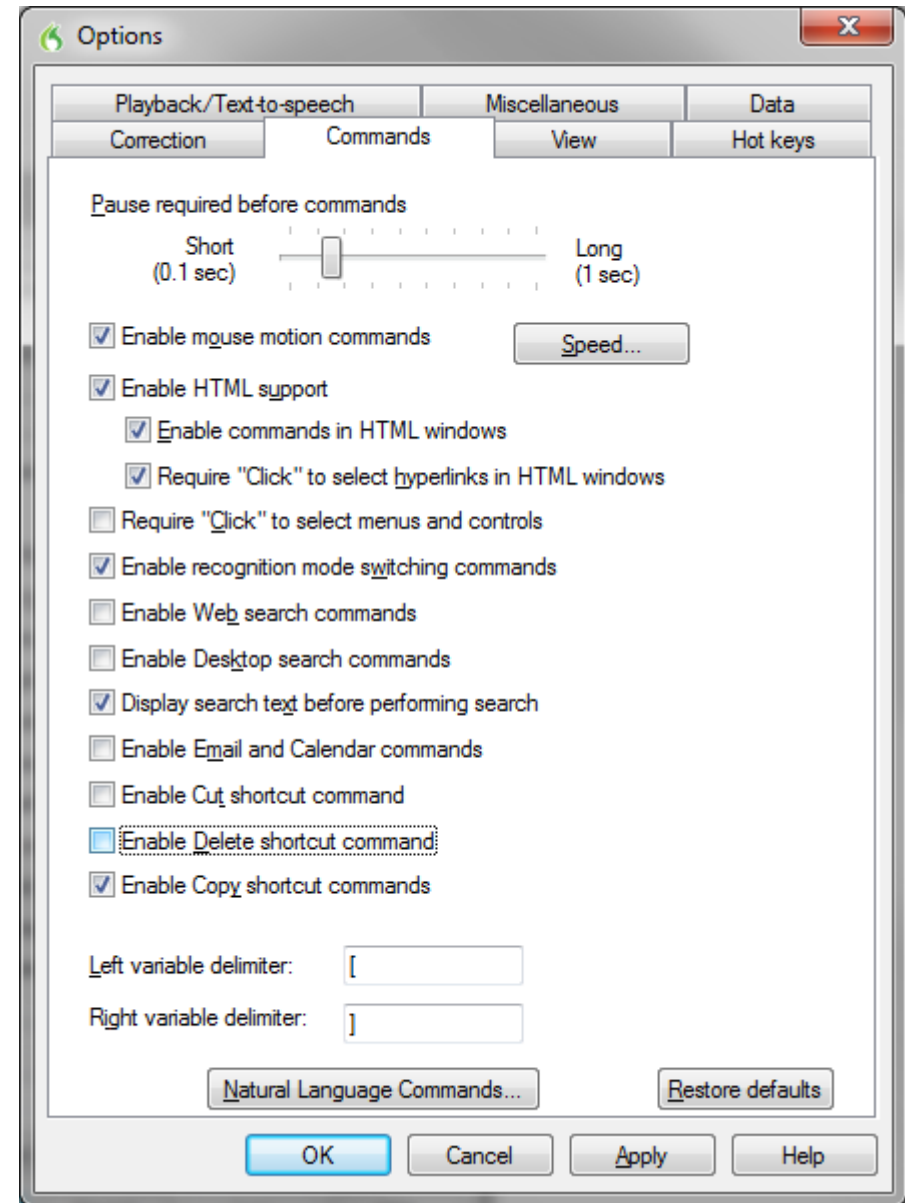 Options
Playback/Text-to-speech Miscellaneous Data
Correction Commands View Hot keys
Pause required before commands
Short Long
(0.1 sec) (1 sec)
Enable mouse motion commands Speed...
Enable HTML support
Enable commands in HTML windows
Require "Click" to select hyperlinks in HTML windows
Require "Click" to select menus and controls
Enable recognition mode switching commands
Enable Web search commands
Enable Desktop search commands
Display search text before performing search
Enable Email and Calendar commands
Enable Cut shortcut command
Enable Delete shortcut command
Enable Copy shortcut commands
Left variable delimiter: [
Right variable delimiter: ]
Natural Language Commands... Restore defaults
OK Cancel Apply Help